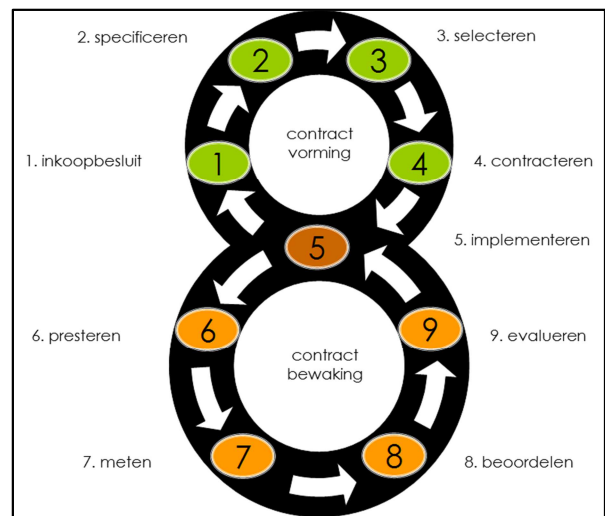 2. specificeren
3. selecteren
2
3
contract
vorming
1. inkoopbesluit
1
4
4. contracteren
5
5. implementeren
6. presteren
6
9
9. evalueren
contract
bewaking
7. meten
7
8
8. beoordelen